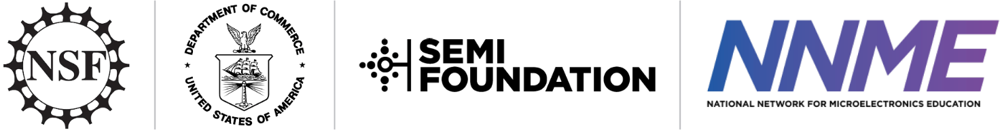 NSF
DEPARTMENT OF COMMERCE
UNITED STATES OF AMERICA
SEMI
FOUNDATION
NNME
NATIONAL NETWORK FOR MICROELECTRONICS EDUCATION